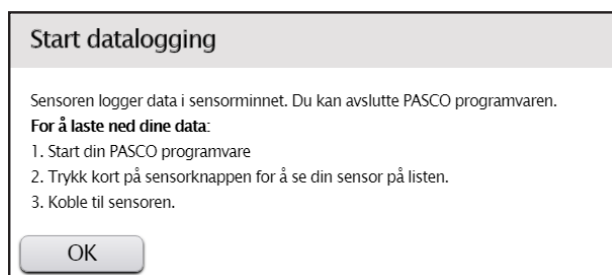 Start datalogging
Sensoren logger data i sensorminnet. Du kan avslutte PASCO programvaren.
For å laste ned dine data:
1. Start din PASCO programvare
2. Trykk kort på sensorknappen for å se din sensor på listen.
3. Koble til sensoren.
OK